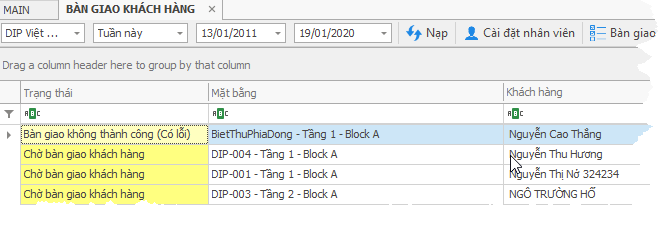 MAIN BÀN GIAO KHÁCH HÀNG ×
DIP Việt ... Tuần này 13/01/2011 19/01/2020 Nạp Cài đặt nhân viên Bàn giao
Drag a column header here to group by that column
Trạng thái Mặt bằng Khách hàng
ABC ABC ABC
Bàn giao không thành công (Có lỗi) BietThuPhiaDong - Tầng 1 - Block A Nguyễn Cao Thắng
Chờ bàn giao khách hàng DIP-004 - Tầng 1 - Block A Nguyễn Thu Hương
Chờ bàn giao khách hàng DIP-001 - Tầng 1 - Block A Nguyễn Thị Nở 324234
Chờ bàn giao khách hàng DIP-003 - Tầng 2 - Block A NGÔ TRƯỜNG HỔ